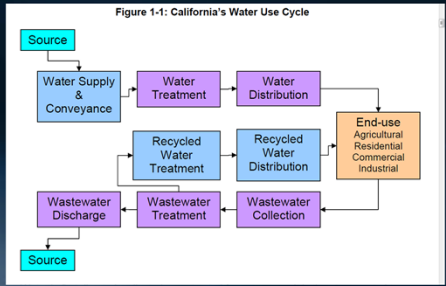 Figure 1-1: California's Water Use Cycle
Source
Water Supply
&
Conveyance
Water
Treatment
Water
Distribution
End-use
Agricultural
Residential
Commercial
Industrial
Recycled
Water
Treatment
Recycled
Water
Distribution
Wastewater
Discharge
Wastewater
Treatment
Wastewater
Collection
Source